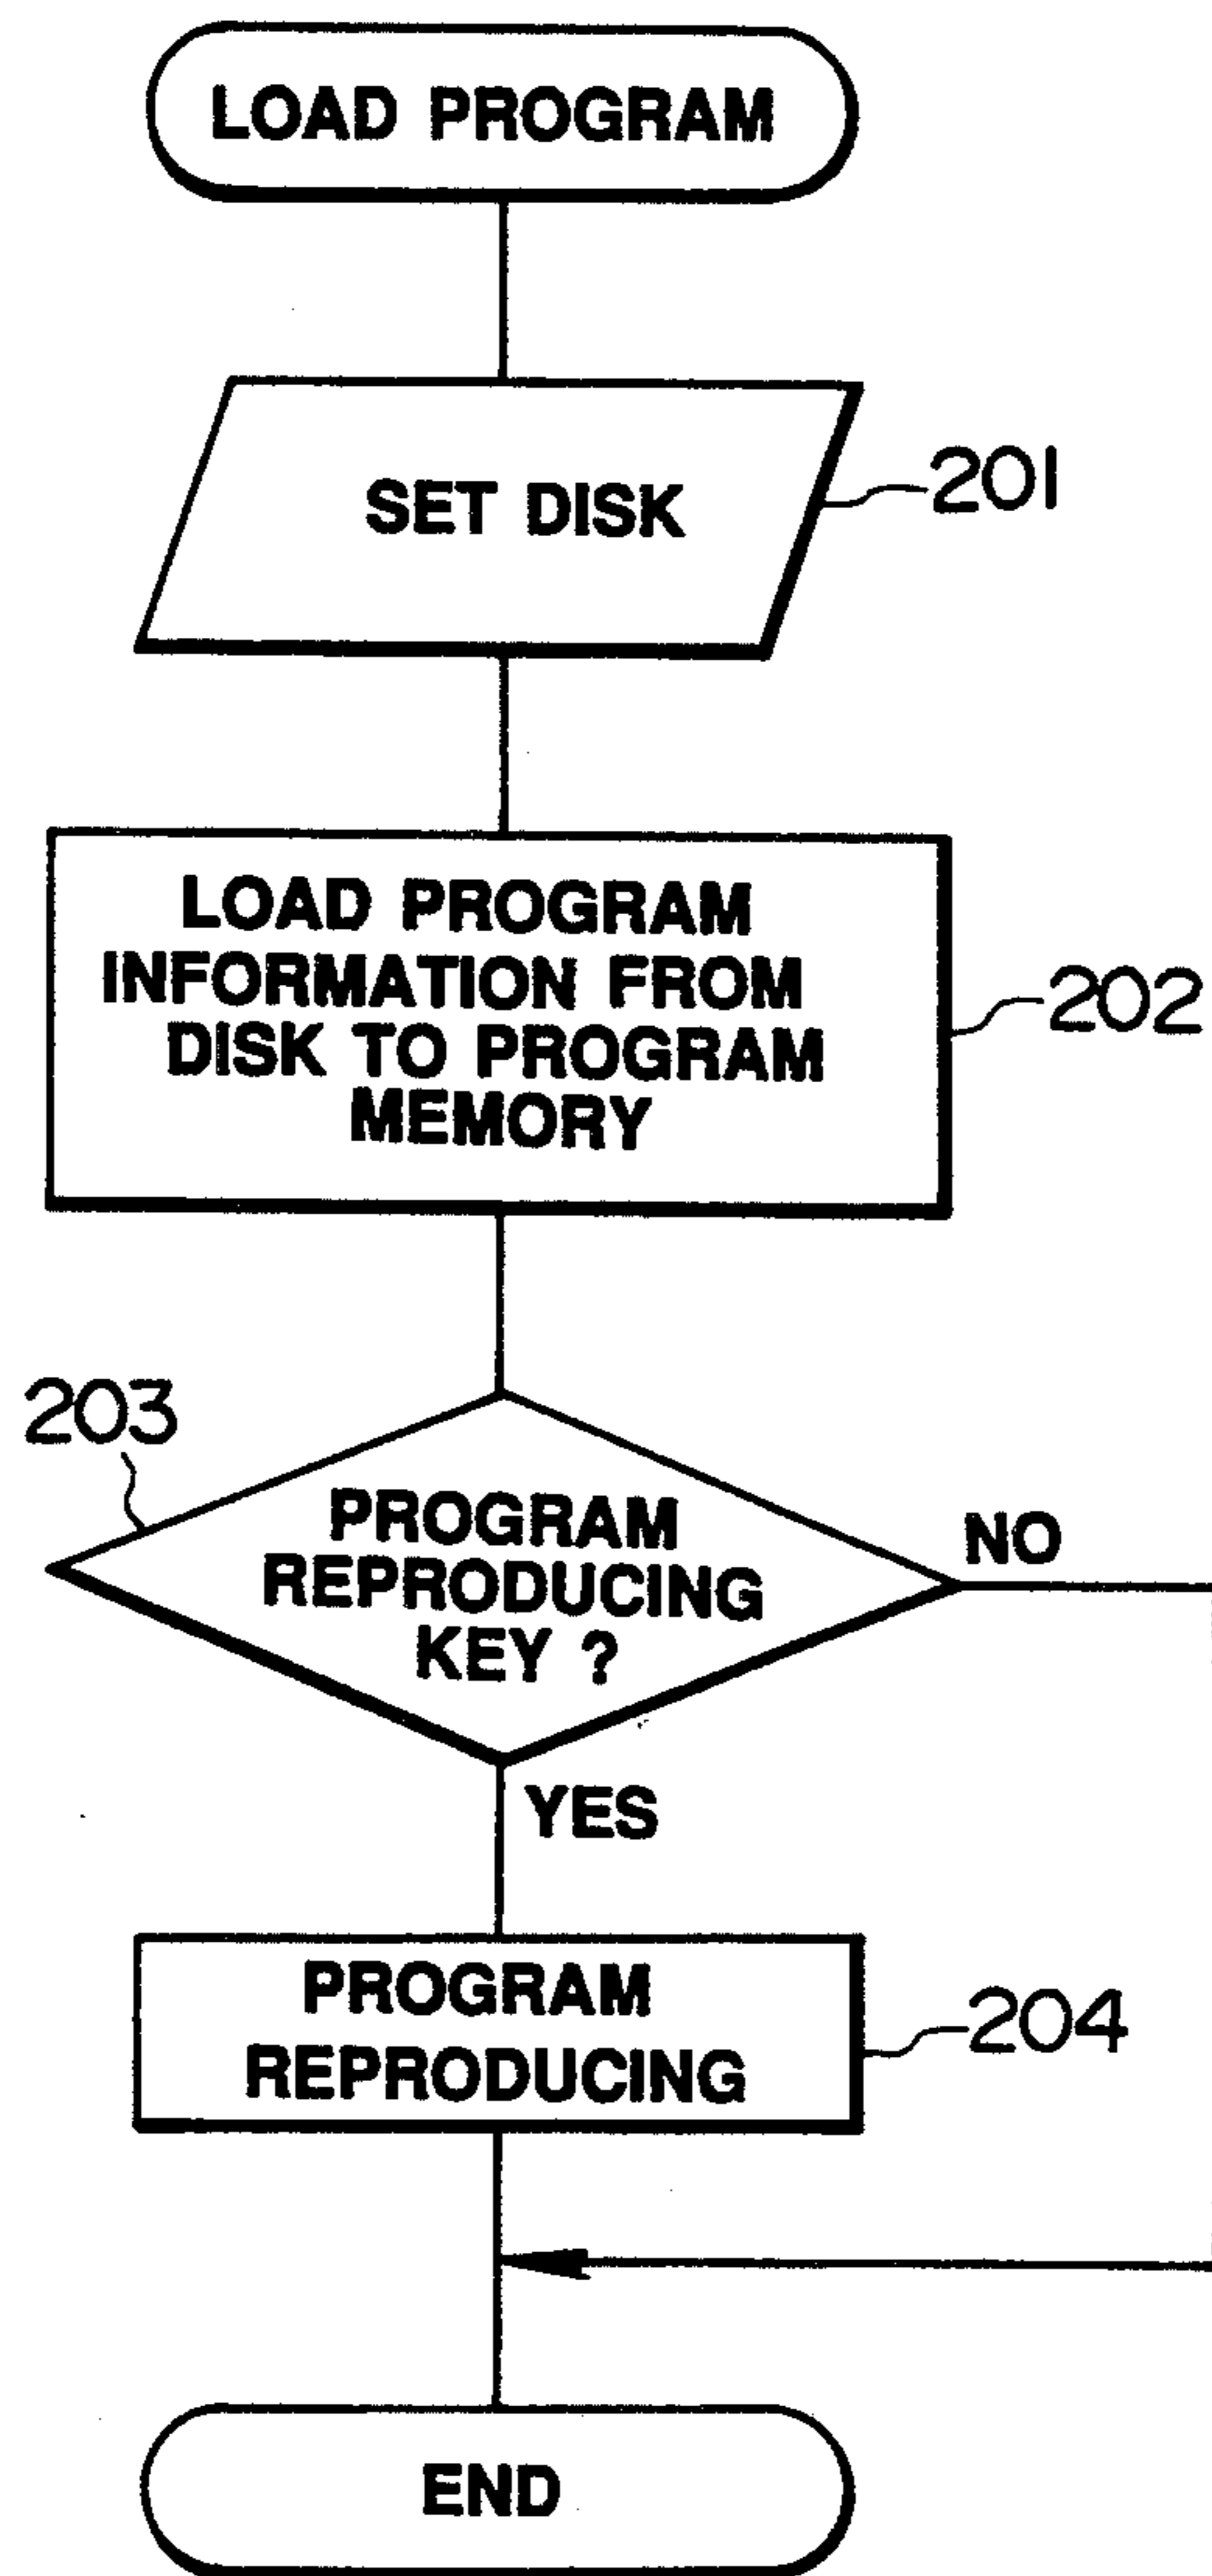 LOAD PROGRAM
SET DISK
201
LOAD PROGRAM
INFORMATION FROM
DISK TO PROGRAM
MEMORY
202
203
PROGRAM
REPRODUCING
KEY ?
NO
YES
PROGRAM
REPRODUCING
204
END